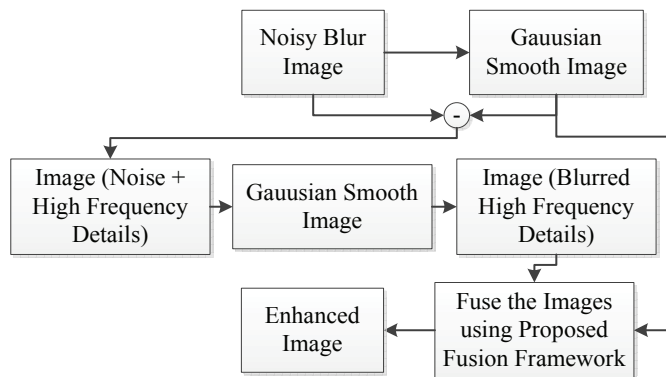 Noisy Blur
Image
Gauusian
Smooth Image
-
Image (Noise +
High Frequency
Details)
Gauusian Smooth
Image
Image (Blurred
High Frequency
Details)
Enhanced
Image
Fuse the Images
using Proposed
Fusion Framework